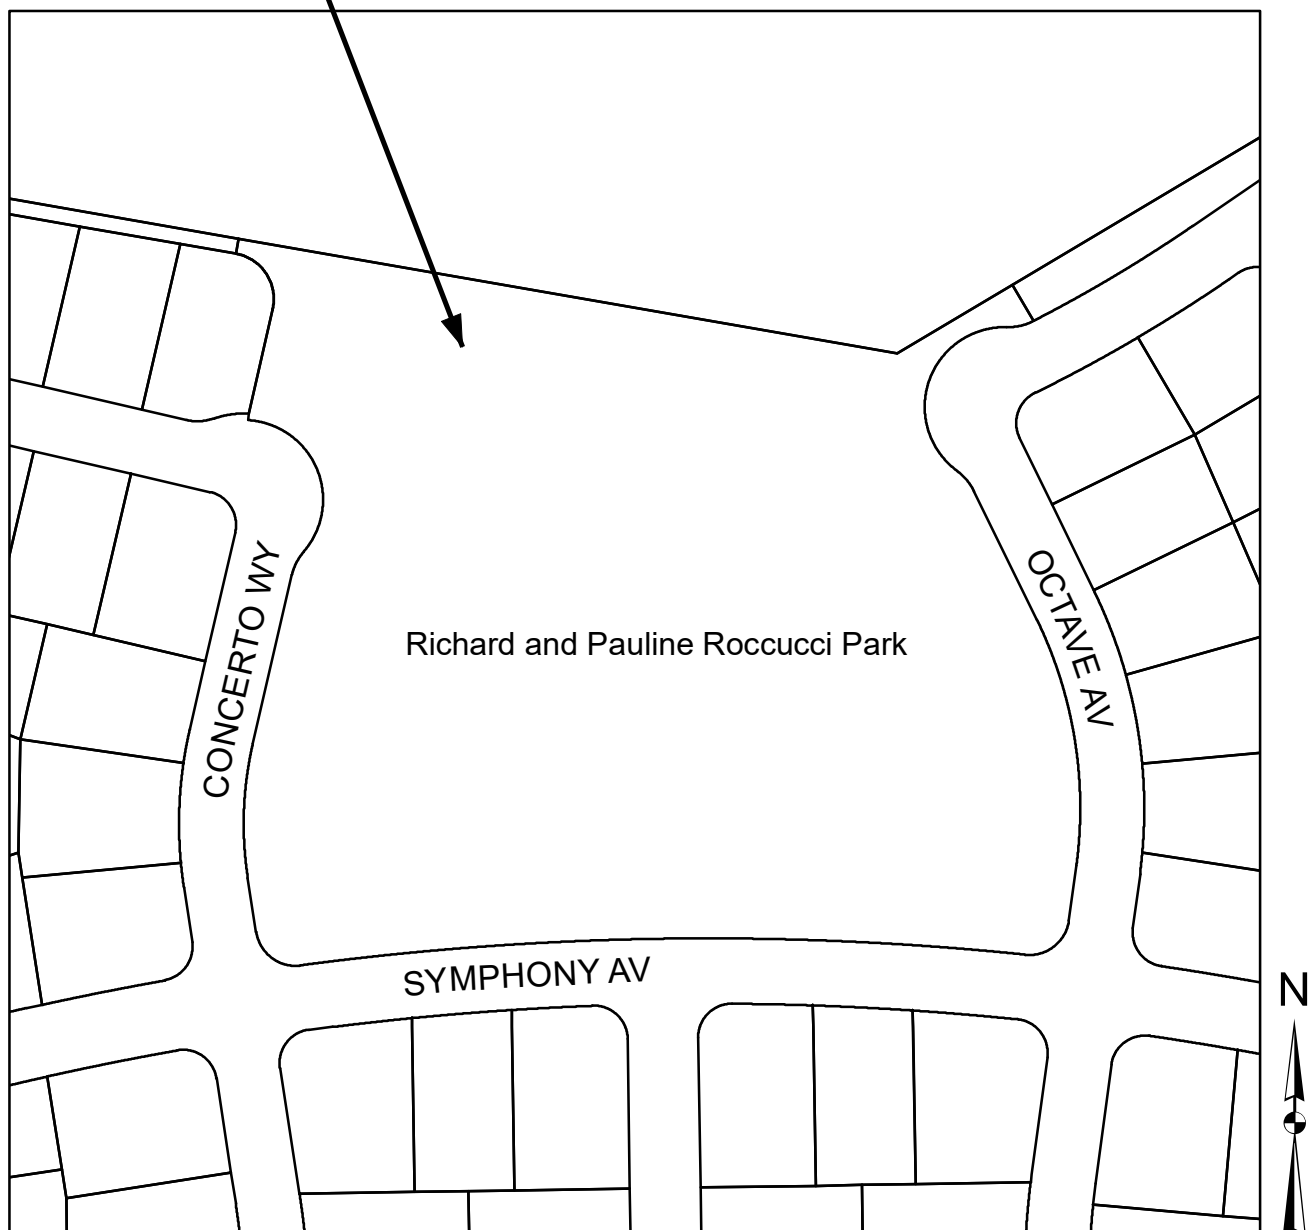 CONCERTO WY
OCTAVE AV
Richard and Pauline Roccucci Park
SYMPHONY AV
N